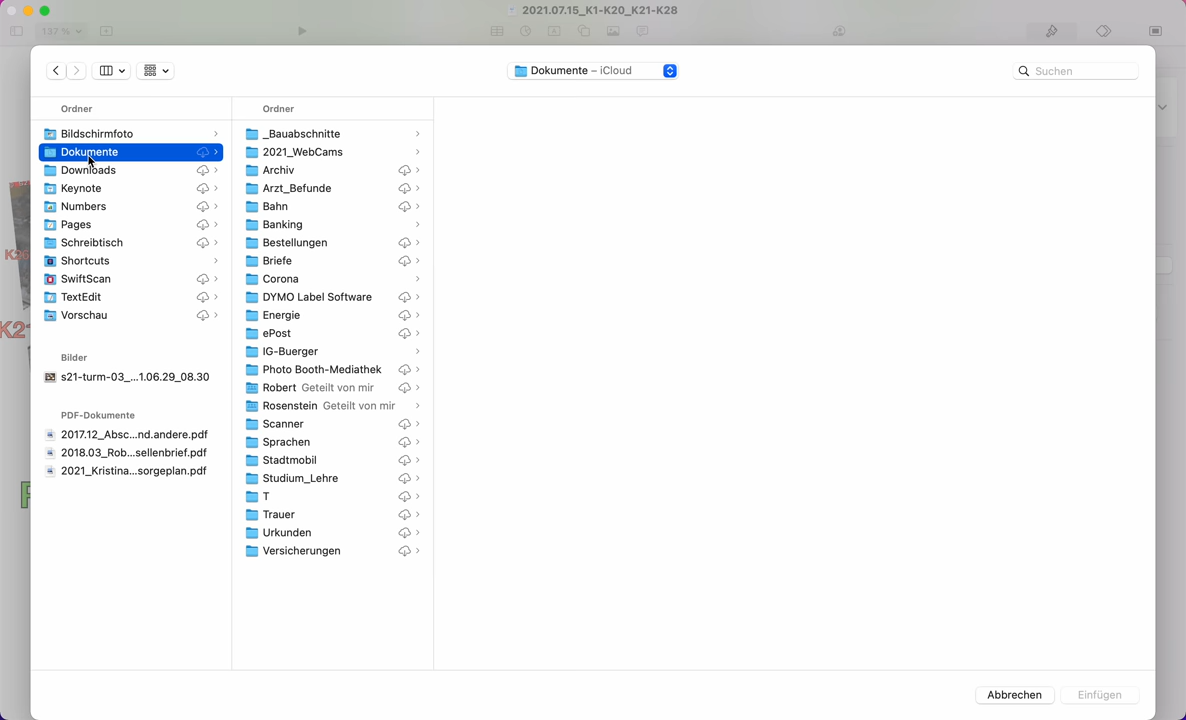 2021.07.15_K1-K20_K21-K28
137 %
Dokumente – iCloud
Suchen
Ordner
Bildschirmfoto
Dokumente
Downloads
Keynote
Numbers
Pages
Schreibtisch
Shortcuts
SwiftScan
TextEdit
Vorschau
Bilder
s21-turm-03_...1.06.29_08.30
PDF-Dokumente
2017.12_Absc...nd.andere.pdf
2018.03_Rob...sellenbrief.pdf
2021_Kristina...sorgeplan.pdf
Ordner
_Bauabschnitte
2021_WebCams
Archiv
Arzt_Befunde
Bahn
Banking
Bestellungen
Briefe
Corona
DYMO Label Software
Energie
ePost
IG-Buerger
Photo Booth-Mediathek
Robert Geteilt von mir
Rosenstein Geteilt von mir
Scanner
Sprachen
Stadtmobil
Studium_Lehre
T
Trauer
Urkunden
Versicherungen
Abbrechen
Einfügen